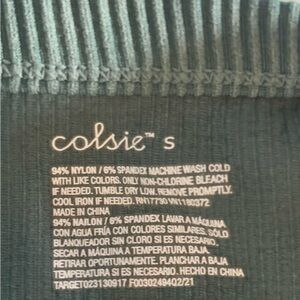 colsie™ S
94% NYLON / 6% SPANDEX MACHINE WASH COLD
WITH LIKE COLORS. ONLY NON-CHLORINE BLEACH
IF NEEDED. TUMBLE DRY LOW. REMOVE PROMPTLY.
COOL IRON IF NEEDED. RN17730 VN1180372
MADE IN CHINA
94% NAILON / 6% SPANDEX LAVAR A MÁQUINA
CON AGUA FRÍA CON COLORES SIMILARES. SÓLO
BLANQUEADOR SIN CLORO SI ES NECESARIO.
SECAR A MÁQUINA A TEMPERATURA BAJA.
RETIRAR OPORTUNAMENTE. PLANCHAR A BAJA
TEMPERATURA SI ES NECESARIO. HECHO EN CHINA
TARGET023130917 F00302494Q2/21